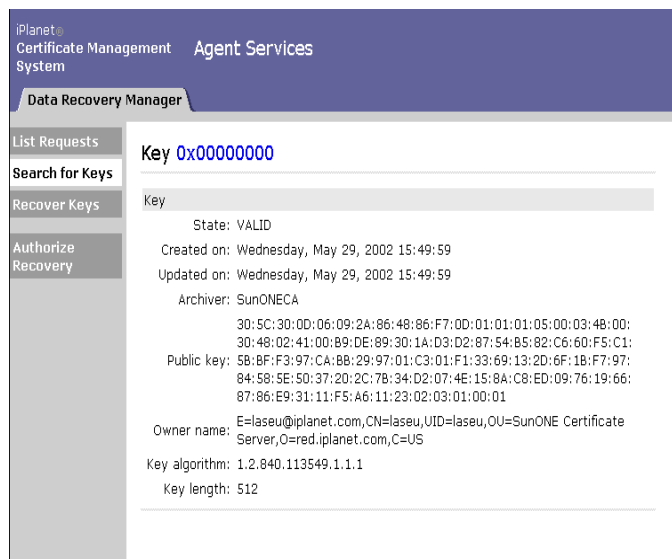 iPlanet®
Certificate Management System
Agent Services
Data Recovery Manager
List Requests
Search for Keys
Recover Keys
Authorize Recovery
Key 0x00000000
Key
State: VALID
Created on: Wednesday, May 29, 2002 15:49:59
Updated on: Wednesday, May 29, 2002 15:49:59
Archiver: SunONECA
Public key: 30:5C:30:0D:06:09:2A:86:48:86:F7:0D:01:01:01:05:00:03:4B:00:
30:48:02:41:00:B9:DE:89:30:1A:D3:D2:87:54:B5:82:C6:60:F5:C1:
5B:BF:F3:97:CA:BB:29:97:01:C3:01:F1:33:69:13:2D:6F:1B:F7:97:
84:58:5E:50:37:20:2C:7B:34:D2:07:4E:15:8A:C8:ED:09:76:19:66:
87:86:E9:31:11:F5:A6:11:23:02:03:01:00:01
Owner name: E=laseu@iplanet.com,CN=laseu,UID=laseu,OU=SunONE Certificate
Server,O=red.iplanet.com,C=US
Key algorithm: 1.2.840.113549.1.1.1
Key length: 512